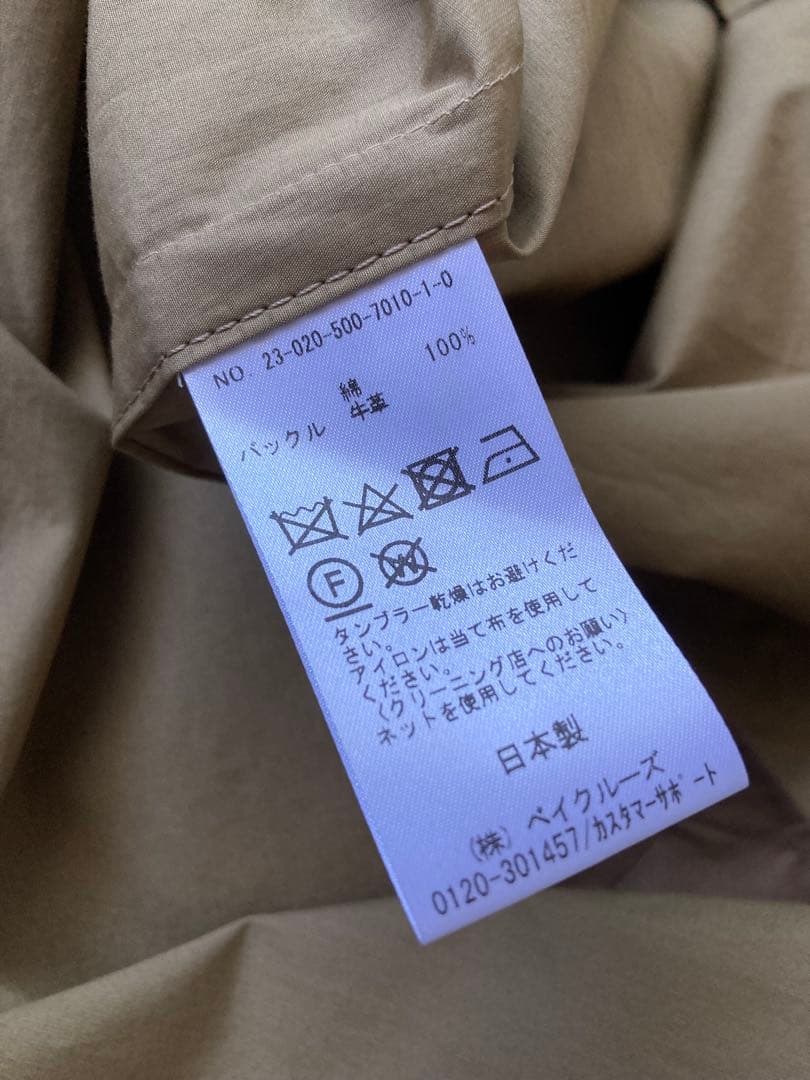 NO 23-020-500-7010-1-0
綿 100%
バックル 牛革
F
W
タンブラー乾燥はお避けくだ
さい。
アイロンは当て布を使用して
ください。
〈クリーニング店へのお願い〉
ネットを使用してください。
日本製
(株) ベイクルーズ
0120-301457/カスタマーサポート